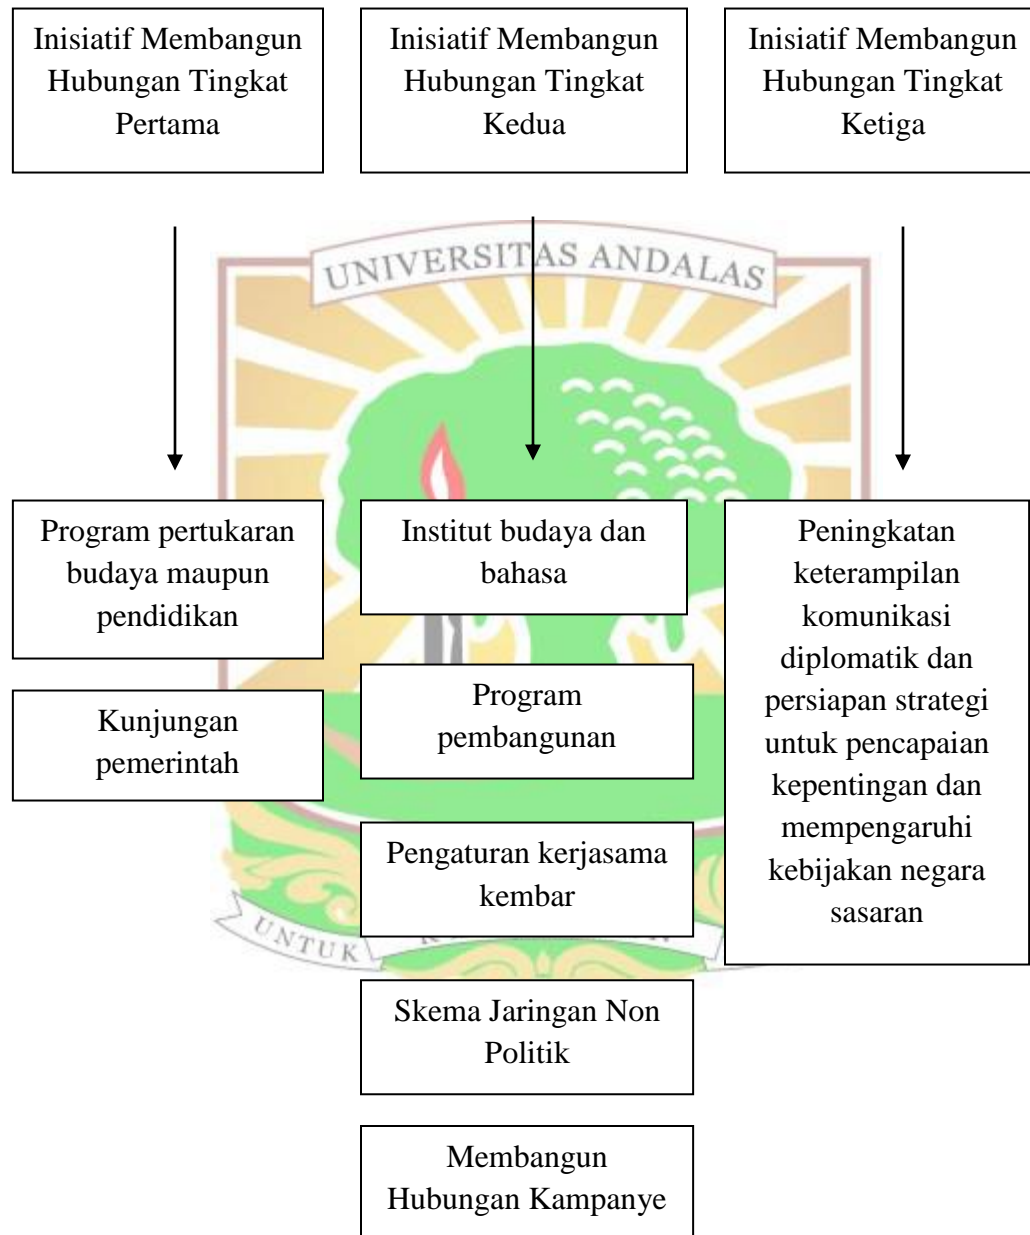 Inisiatif Membangun
Hubungan Tingkat
Pertama
Inisiatif Membangun
Hubungan Tingkat
Kedua
Inisiatif Membangun
Hubungan Tingkat
Ketiga
UNIVERSITAS ANDALAS
Program pertukaran
budaya maupun
pendidikan
Kunjungan
pemerintah
Institut budaya dan
bahasa
Program
pembangunan
Pengaturan kerjasama
kembar
Skema Jaringan Non
Politik
Membangun
Hubungan Kampanye
Peningkatan
keterampilan
komunikasi
diplomatik dan
persiapan strategi
untuk pencapaian
kepentingan dan
mempengaruhi
kebijakan negara
sasaran
UNTUK